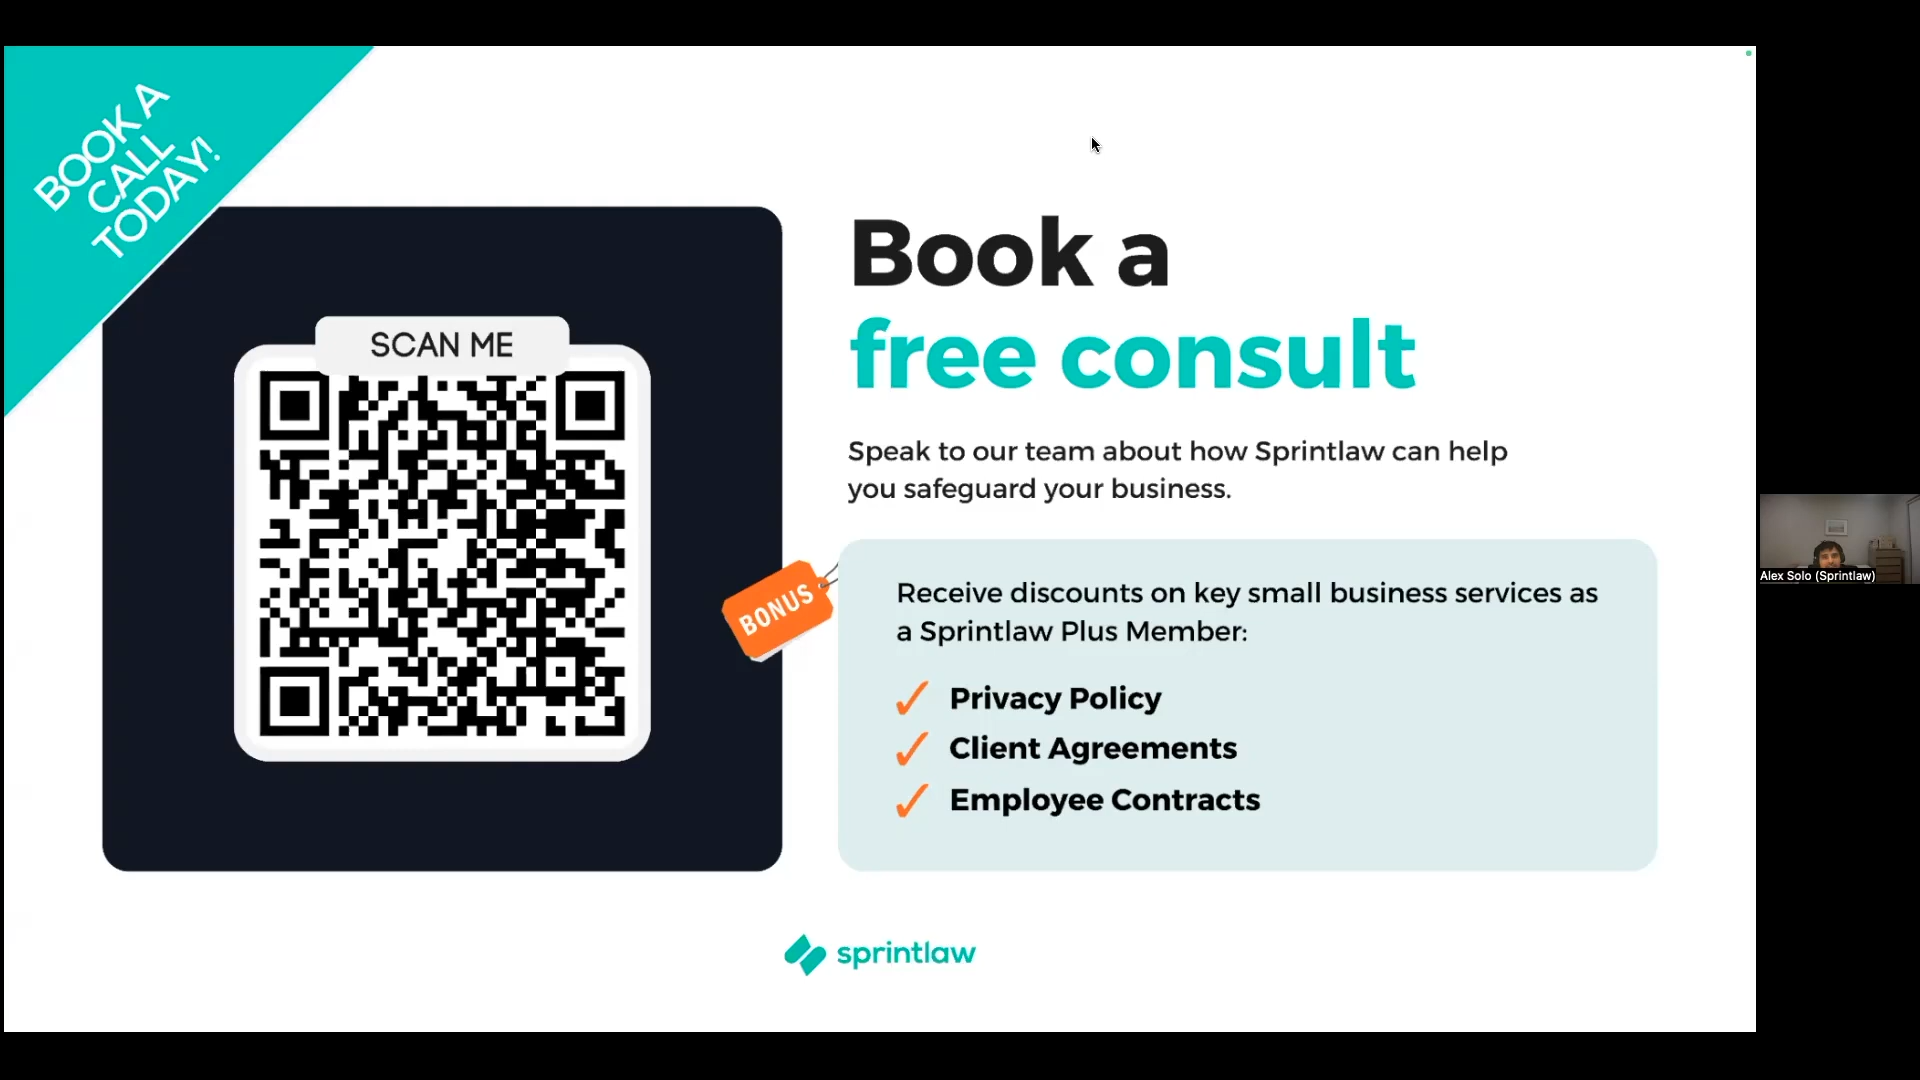 BOOK A
CALL
TODAY!
SCAN ME
Book a
free consult
Speak to our team about how Sprintlaw can help
you safeguard your business.
BONUS
Receive discounts on key small business services as
a Sprintlaw Plus Member:
Privacy Policy
Client Agreements
Employee Contracts
sprintlaw
Alex Solo (Sprintlaw)